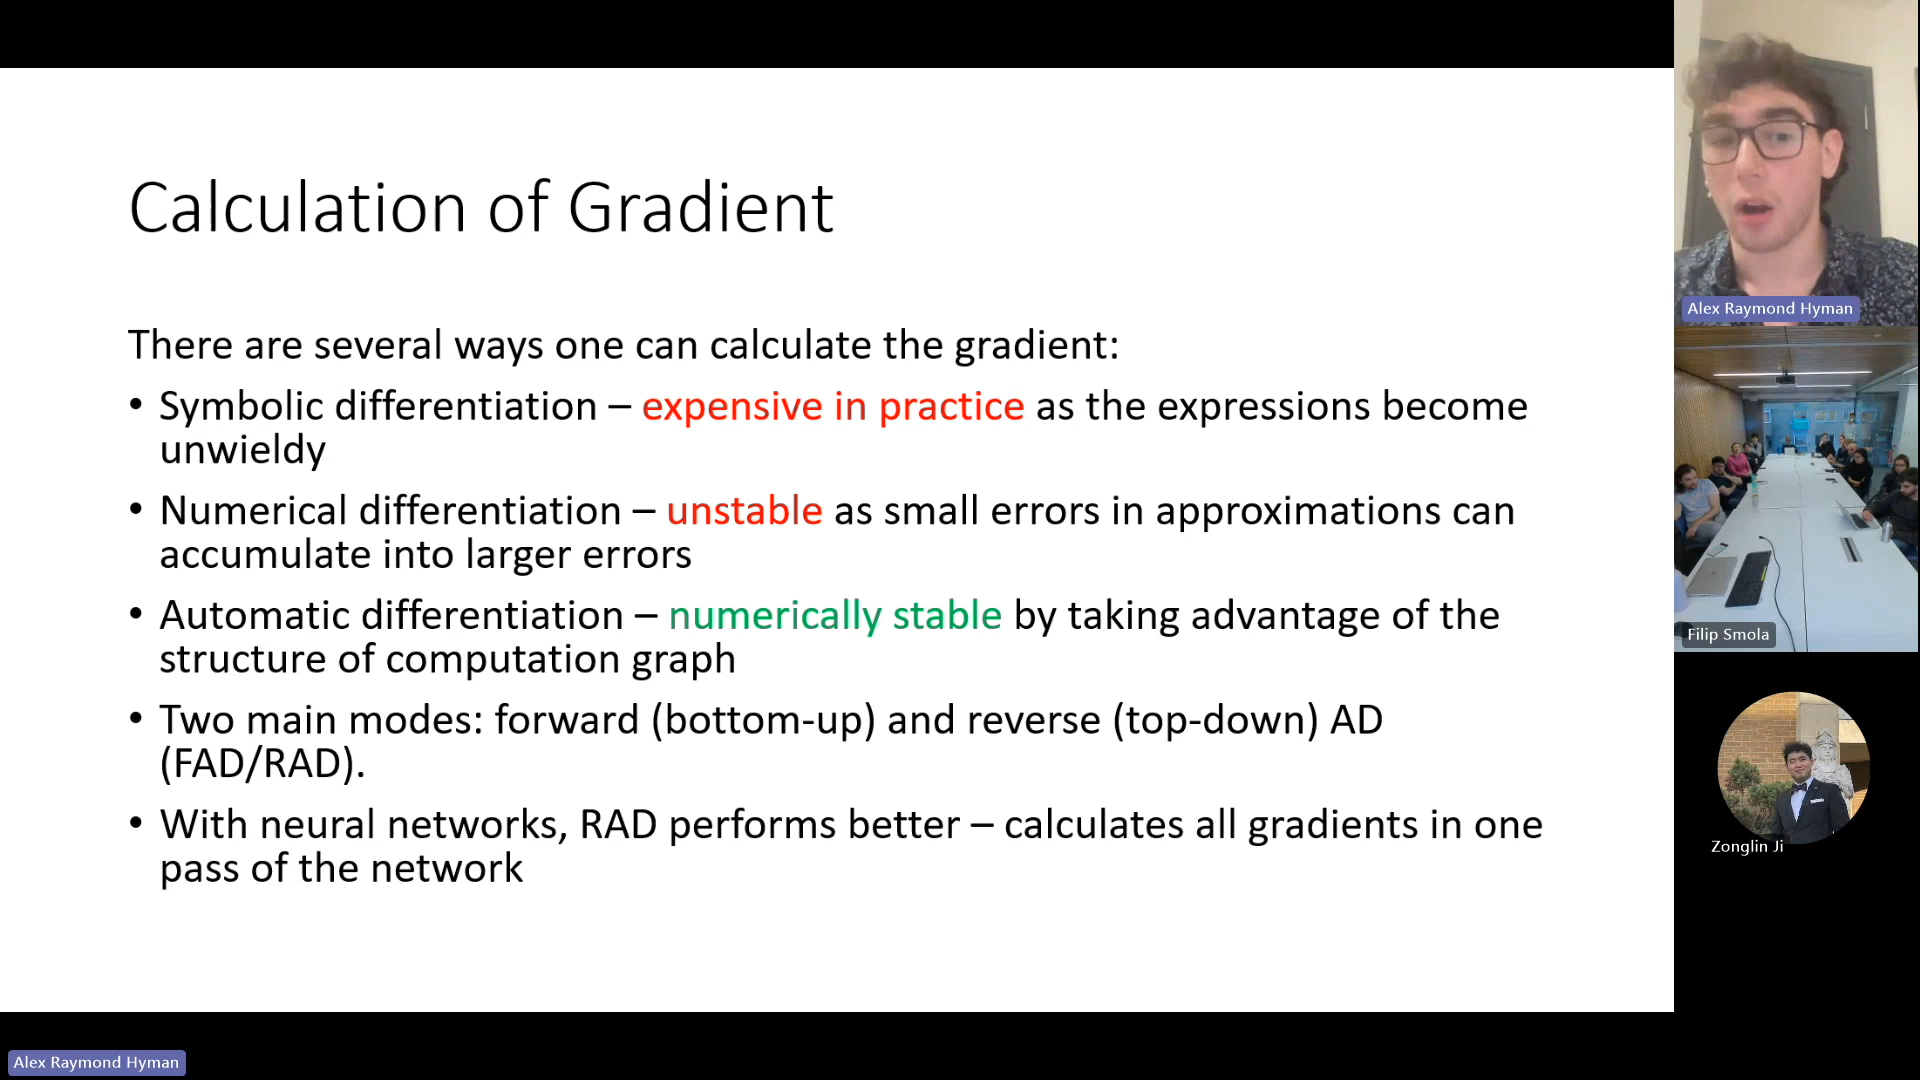 Calculation of Gradient
There are several ways one can calculate the gradient:
• Symbolic differentiation – expensive in practice as the expressions become
unwieldy
• Numerical differentiation – unstable as small errors in approximations can
accumulate into larger errors
• Automatic differentiation – numerically stable by taking advantage of the
structure of computation graph
• Two main modes: forward (bottom-up) and reverse (top-down) AD
(FAD/RAD).
• With neural networks, RAD performs better – calculates all gradients in one
pass of the network
Alex Raymond Hyman
Filip Smola
Zonglin Ji
Alex Raymond Hyman